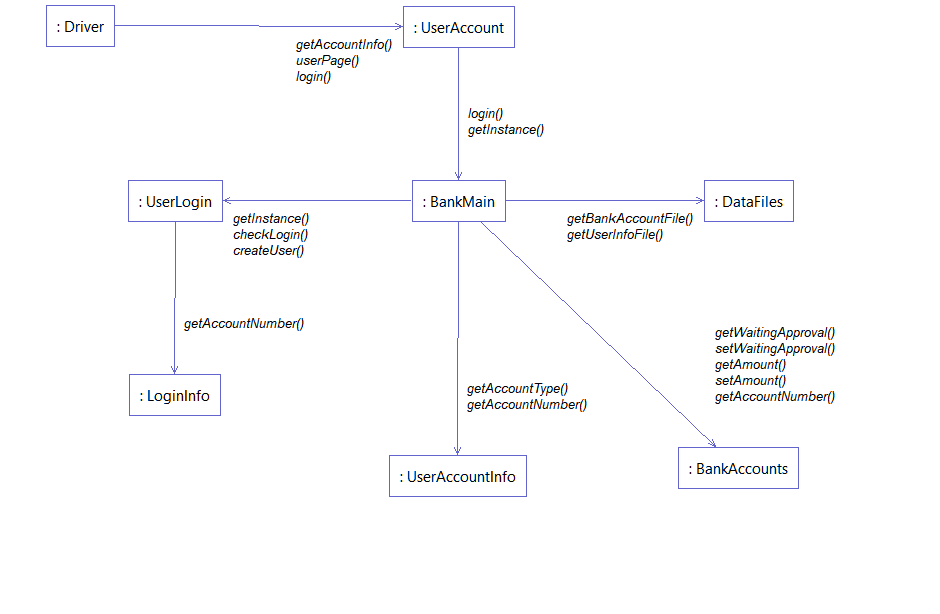 : Driver
: UserAccount
getAccountInfo()
userPage()
login()
login()
getInstance()
: UserLogin
: BankMain
: DataFiles
getInstance()
checkLogin()
createUser()
getBankAccountFile()
getUserInfoFile()
getAccountNumber()
getWaitingApproval()
setWaitingApproval()
getAmount()
setAmount()
getAccountNumber()
getAccountType()
getAccountNumber()
: LoginInfo
: UserAccountInfo
: BankAccounts